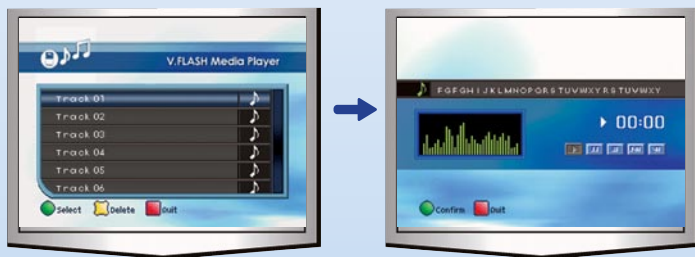 V.FLASH Media Player
Track 01
Track 02
Track 03
Track 04
Track 05
Track 06
Select Delete Quit
FGFGHIJKLMNOPQRSTUVWXYRSTUVWXY
00:00
Confirm Quit